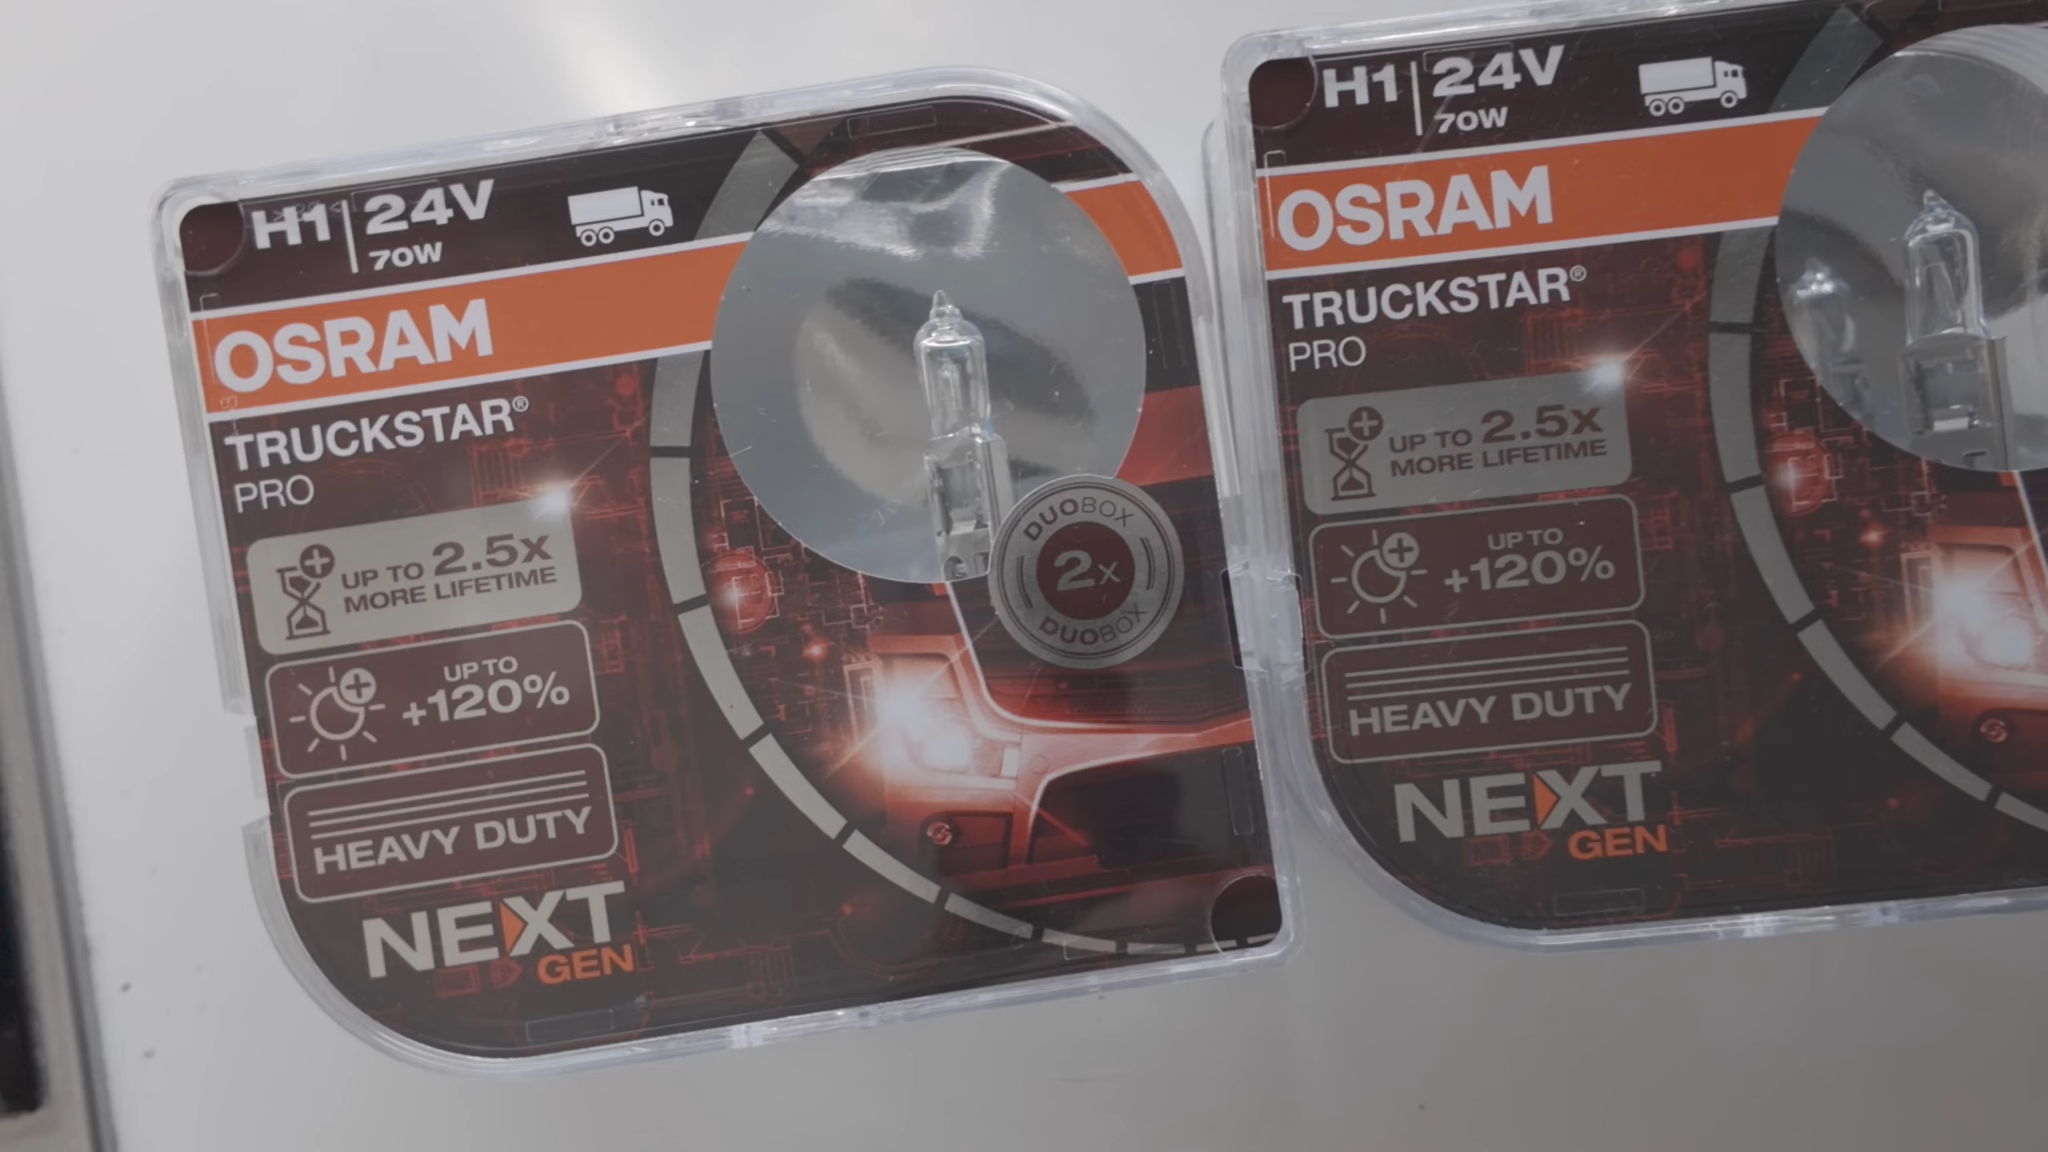 H1 24V
70W
OSRAM
TRUCKSTAR®
PRO
UP TO 2.5x
MORE LIFETIME
UP TO
+120%
HEAVY DUTY
NEXT
GEN
DUOBOX
2x
DUOBOX
H1 24V
70W
OSRAM
TRUCKSTAR®
PRO
UP TO 2.5x
MORE LIFETIME
UP TO
+120%
HEAVY DUTY
NEXT
GEN